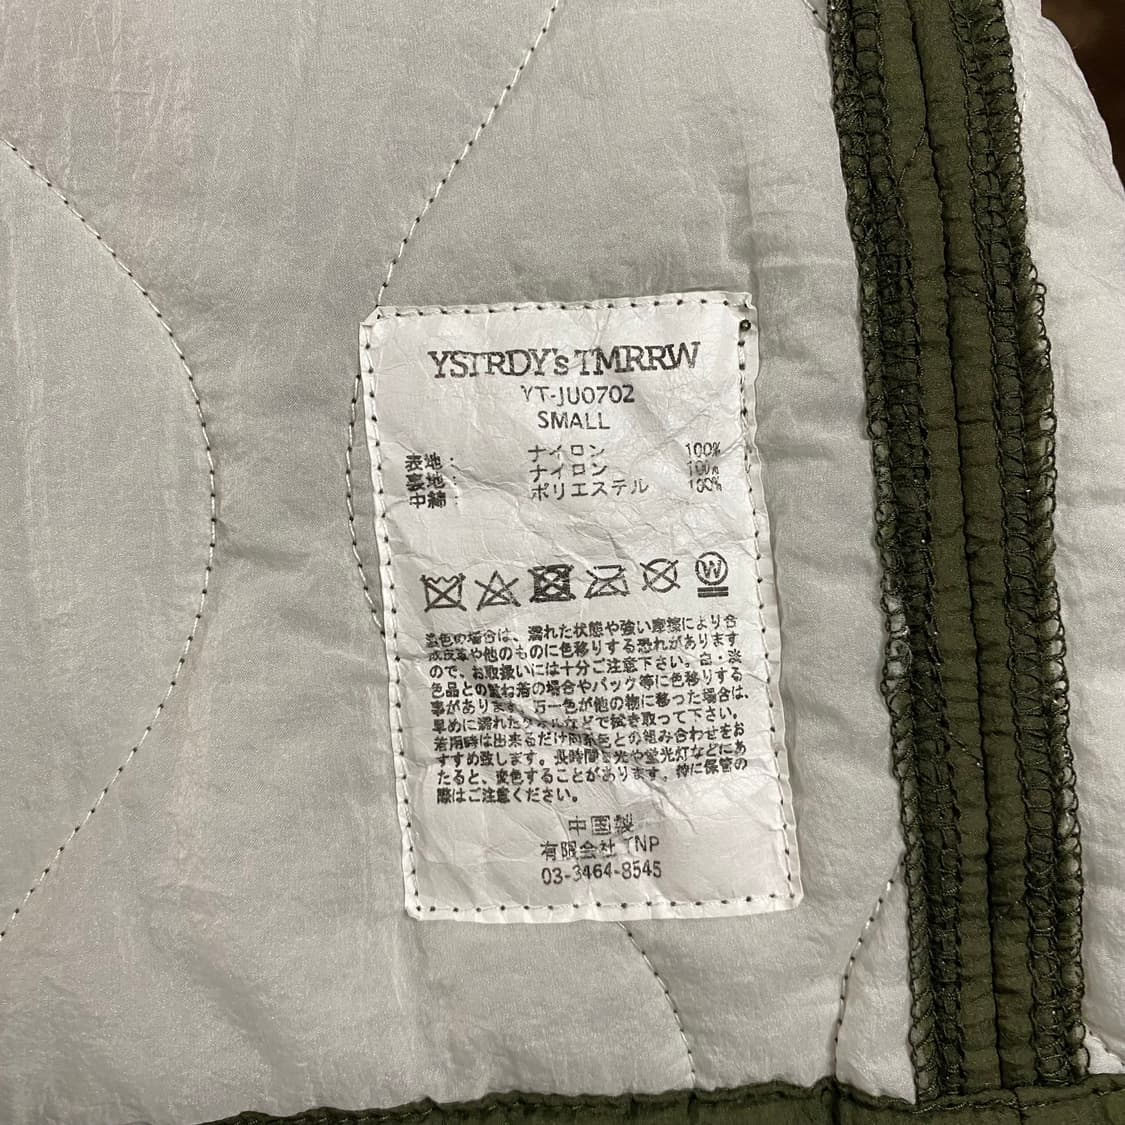 YSTRDY's TMRRW
YT-JU0702
SMALL
表地： ナイロン 100%
裏地： ナイロン 100%
中綿： ポリエステル 100%
W
濃色の場合は、濡れた状態や強い摩擦により合
成皮革や他のものに色移りする恐れがあります
ので、お取扱いには十分ご注意下さい。白・淡
色品との重ね着の場合やバック等に色移りする
事があります。万一色が他の物に移った場合は、
早めに濡れたタオルなどで拭き取って下さい。
着用時は出来るだけ同系色との組み合わせをお
すすめ致します。長時間日光や蛍光灯などにあ
たると、変色することがあります。特に保管の
際はご注意ください。
中国製
有限会社 TNP
03-3464-8545